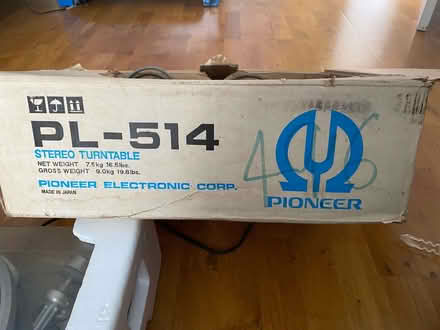 PL-514
STEREO TURNTABLE
NET WEIGHT 7.5kg 16.5lbs.
GROSS WEIGHT 9.0kg 19.8lbs.
PIONEER ELECTRONIC CORP.
MADE IN JAPAN
PIONEER